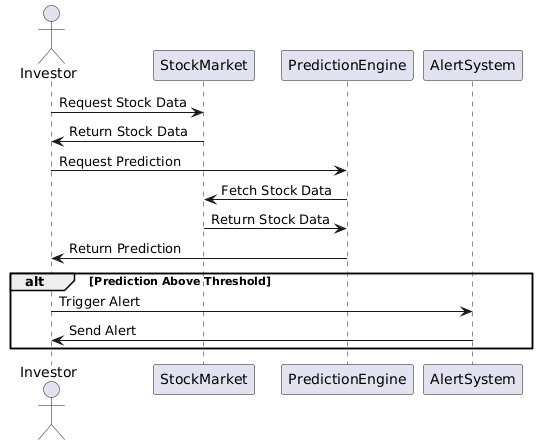 Investor
StockMarket
PredictionEngine
AlertSystem
Request Stock Data
Return Stock Data
Request Prediction
Fetch Stock Data
Return Stock Data
Return Prediction
alt [Prediction Above Threshold]
Trigger Alert
Send Alert
Investor
StockMarket
PredictionEngine
AlertSystem